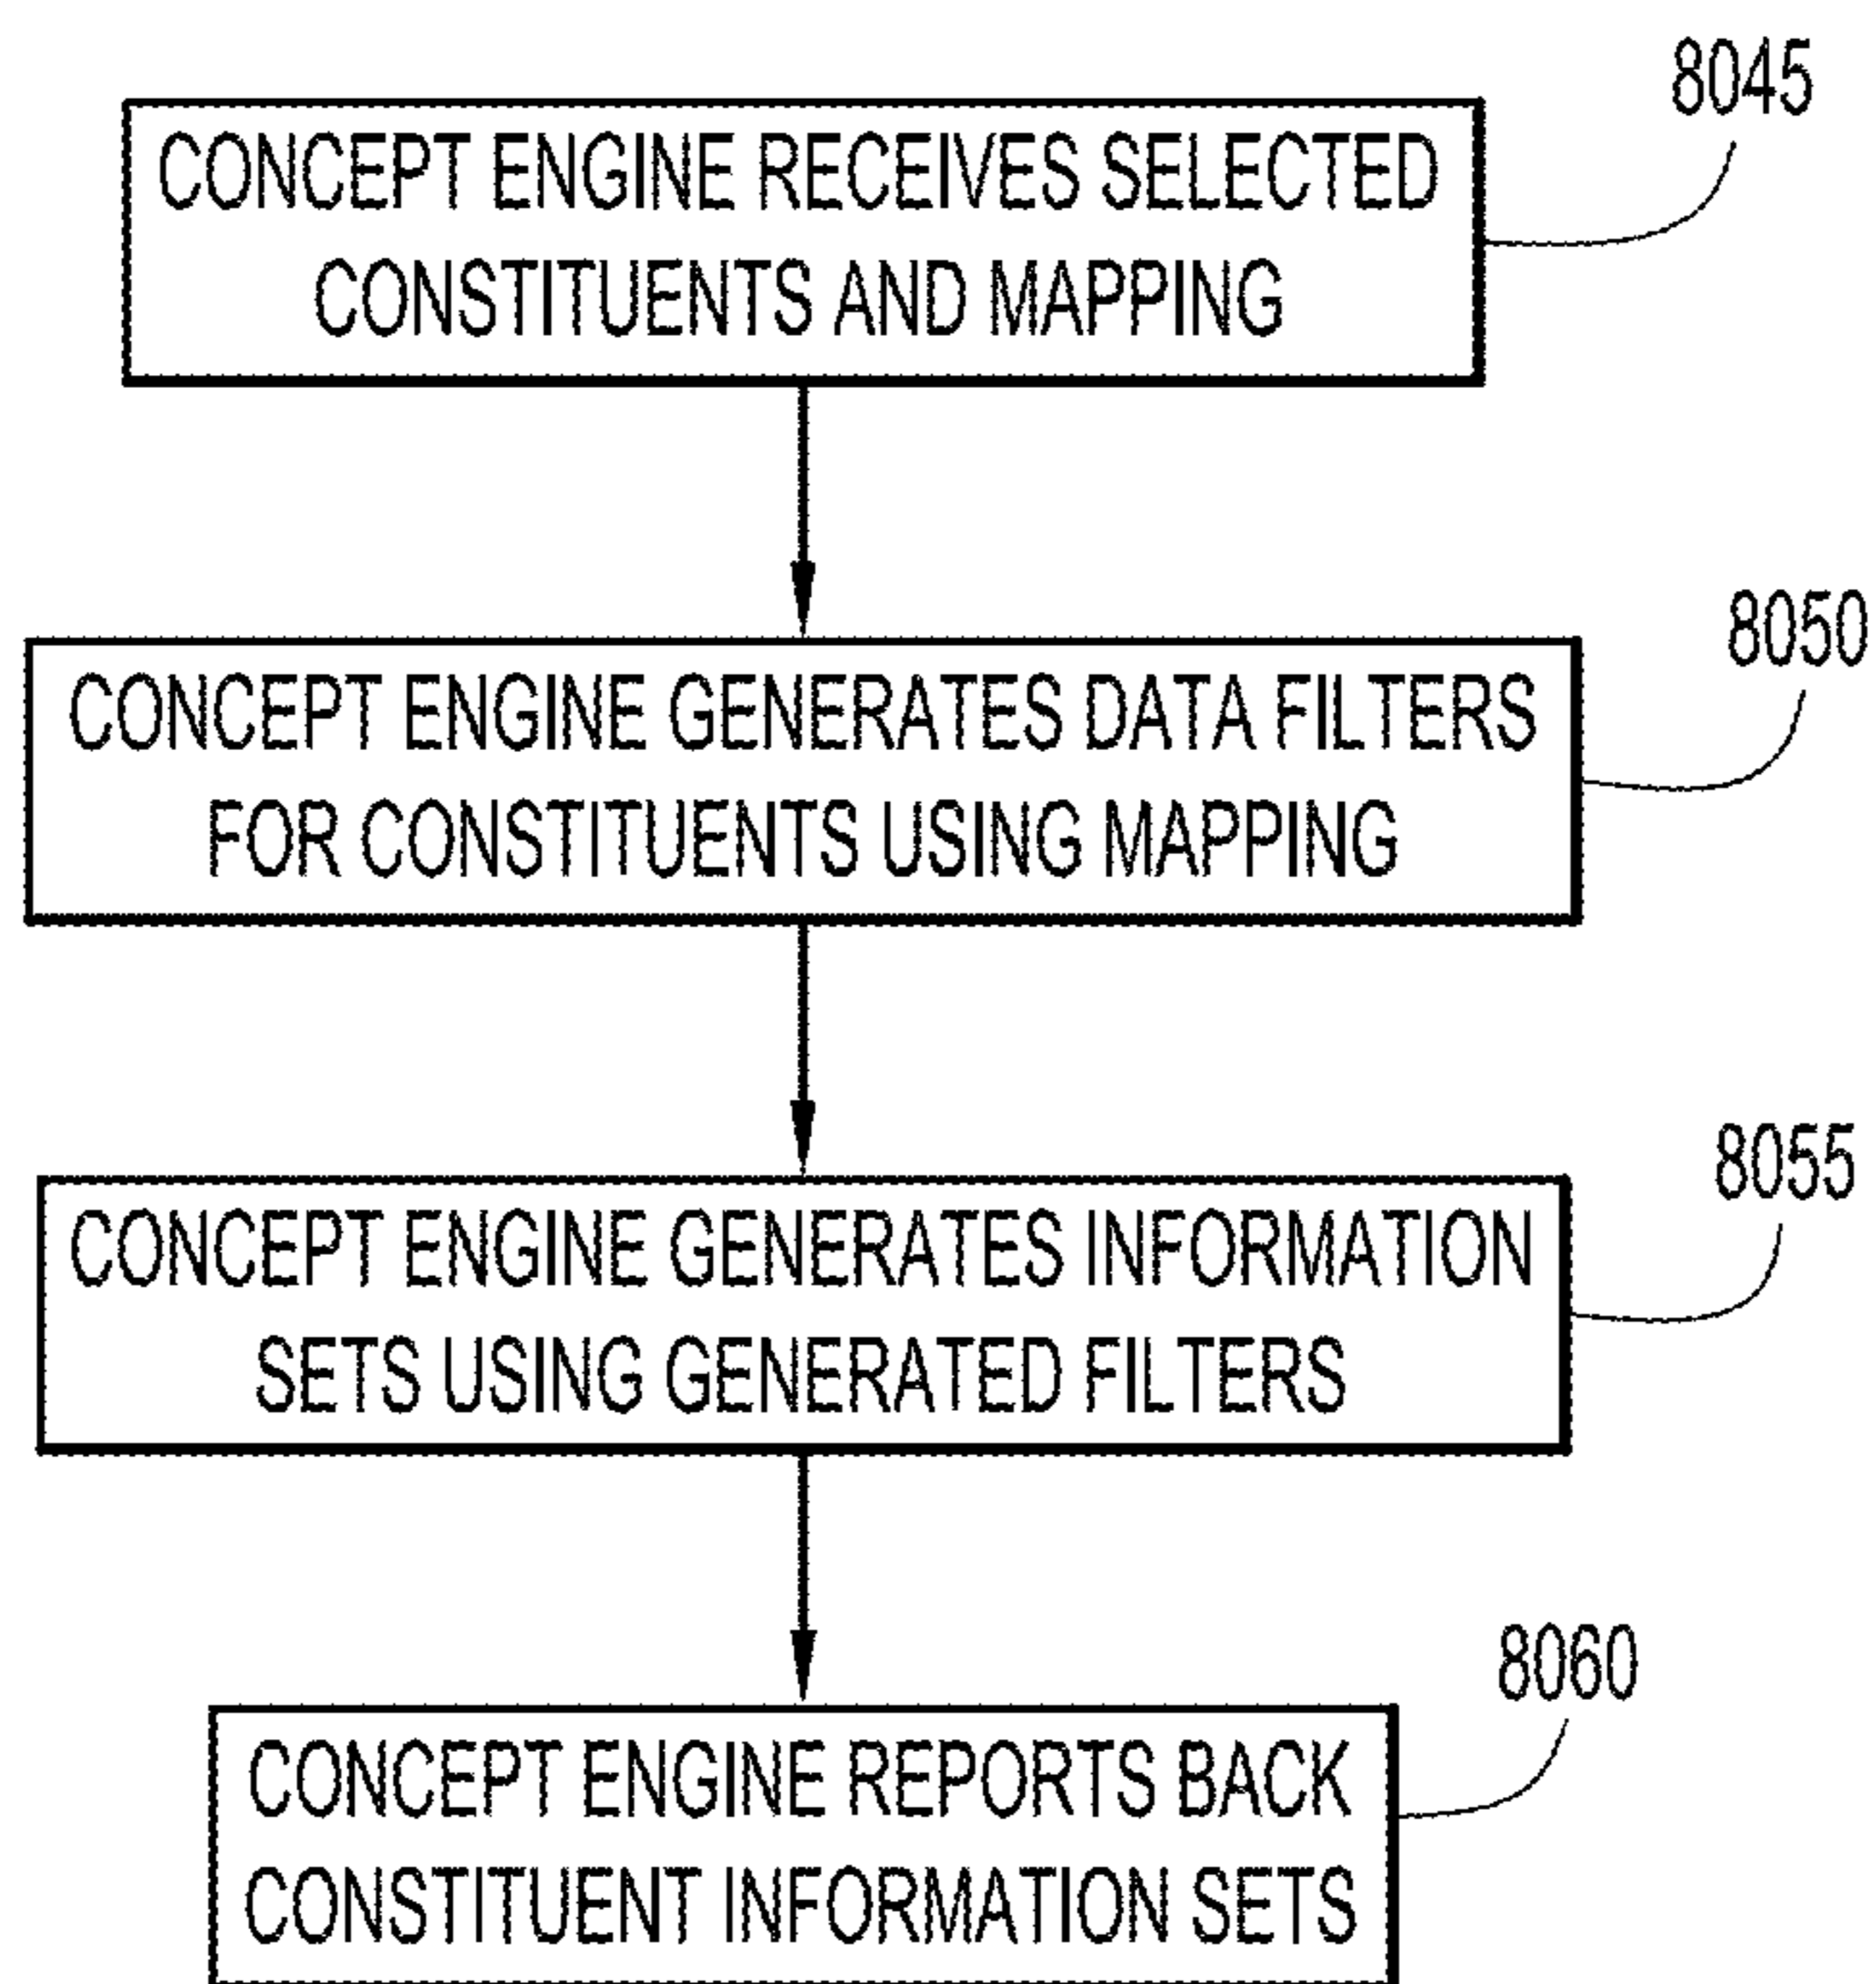 8045
CONCEPT ENGINE RECEIVES SELECTED
CONSTITUENTS AND MAPPING
8050
CONCEPT ENGINE GENERATES DATA FILTERS
FOR CONSTITUENTS USING MAPPING
8055
CONCEPT ENGINE GENERATES INFORMATION
SETS USING GENERATED FILTERS
8060
CONCEPT ENGINE REPORTS BACK
CONSTITUENT INFORMATION SETS